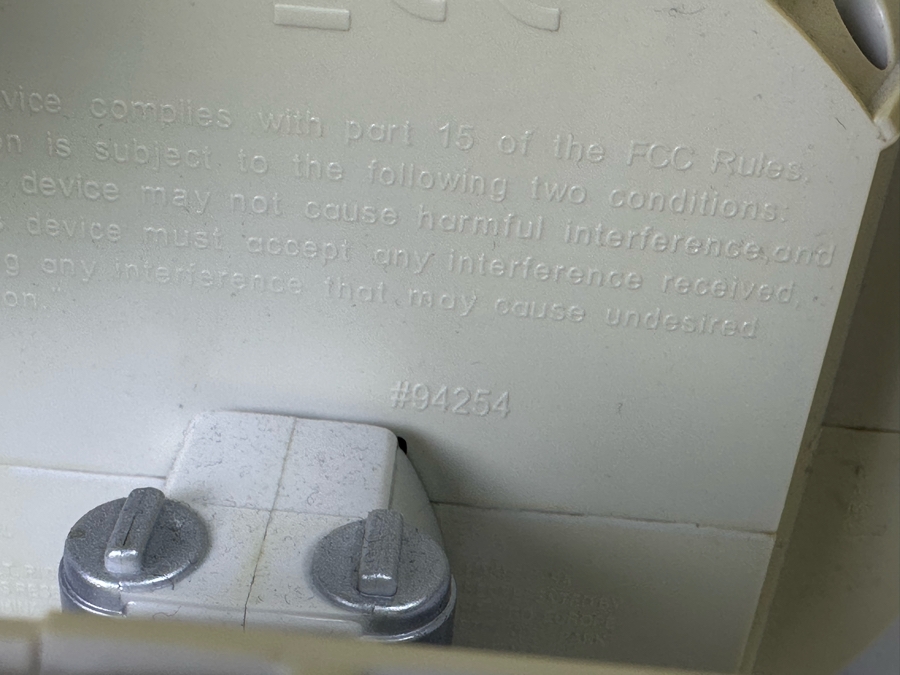 vice complies with part 15 of the FCC Rules.
on is subject to the following two conditions:
device may not cause harmful interference,and
s device must accept any interference received,
g any interference that may cause undesired
on."
#94254